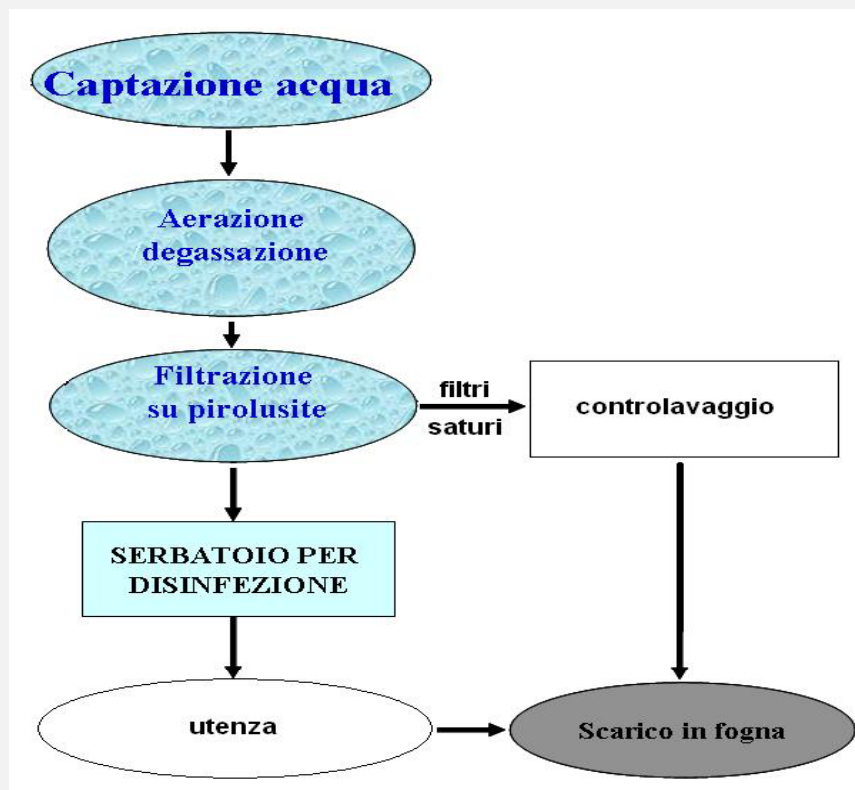 Captazione acqua
Aerazione
degassazione
Filtrazione
su pirolusite
filtri
saturi
controlavaggio
SERBATOIO PER
DISINFEZIONE
utenza
Scarico in fogna